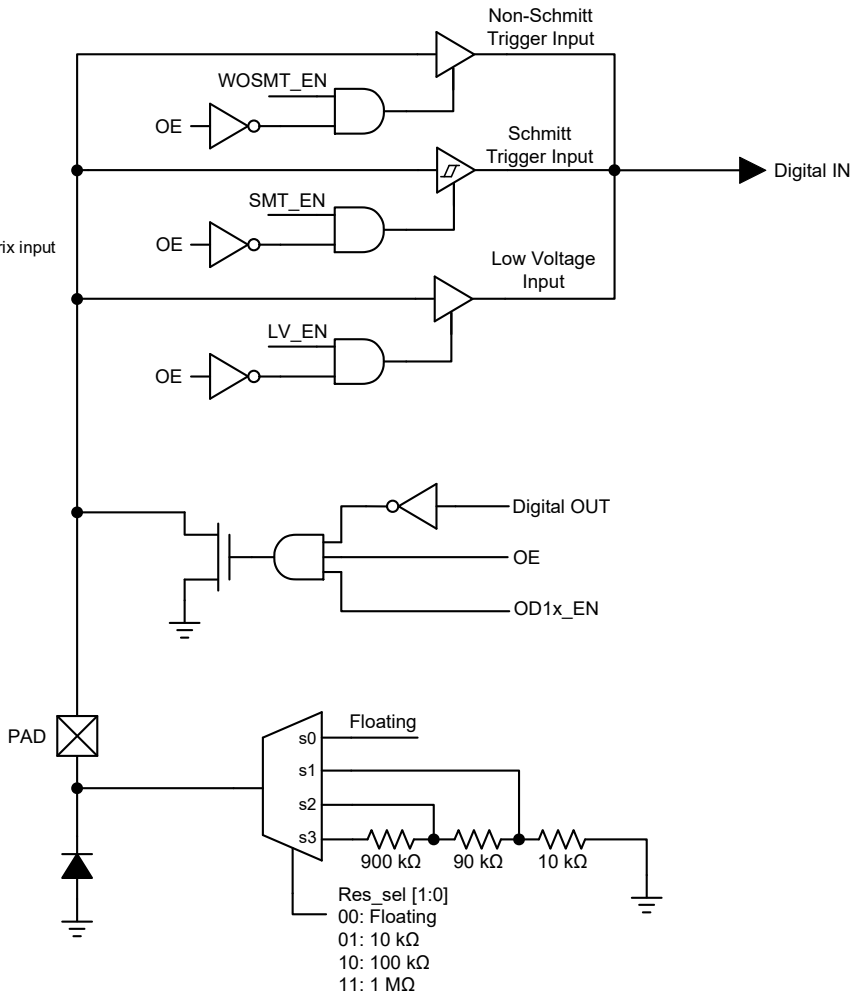 Non-Schmitt
Trigger Input
WOSMT_EN
OE
Schmitt
Trigger Input
Digital IN
SMT_EN
OE
rix input
Low Voltage
Input
LV_EN
OE
Digital OUT
OE
OD1x_EN
PAD
Floating
s0
s1
s2
s3
900 kΩ
90 kΩ
10 kΩ
Res_sel [1:0]
00: Floating
01: 10 kΩ
10: 100 kΩ
11: 1 MΩ